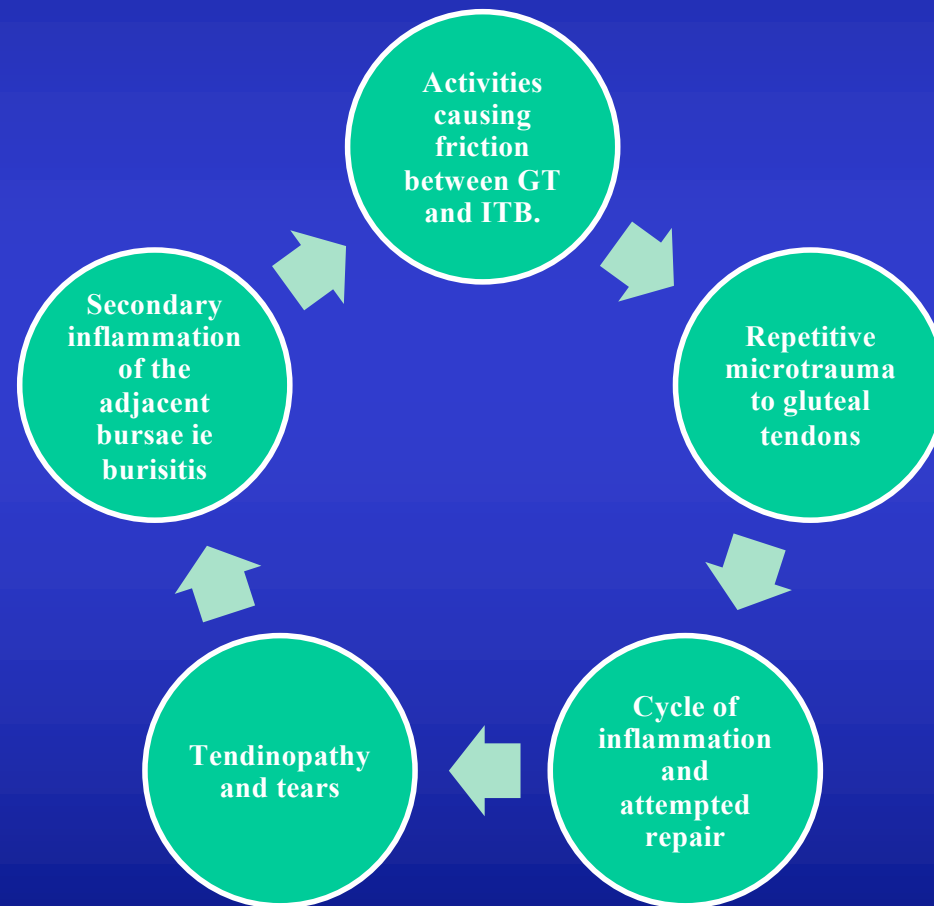 Activities
causing
friction
between GT
and ITB.
Repetitive
microtrauma
to gluteal
tendons
Cycle of
inflammation
and
attempted
repair
Tendinopathy
and tears
Secondary
inflammation
of the
adjacent
bursae ie
burisitis